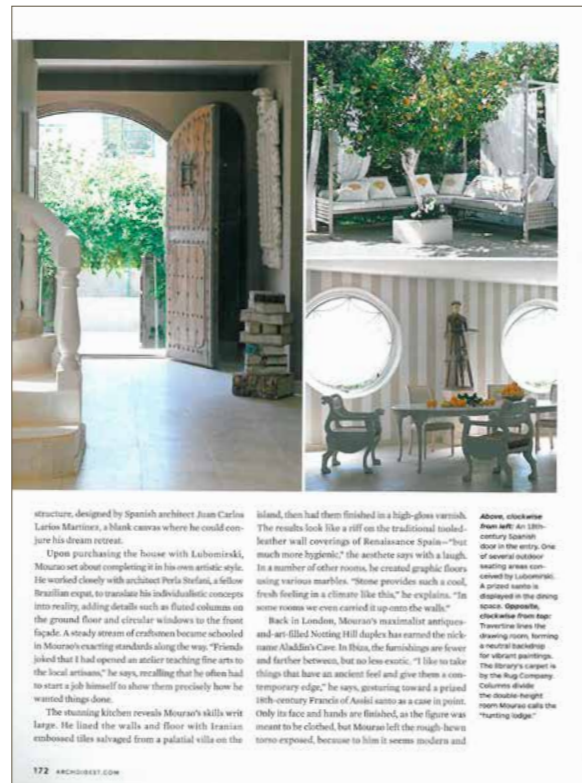 structure, designed by Spanish architect Juan Carlos
Larios Martínez, a blank canvas where he could con-
jure his dream retreat.
Upon purchasing the house with Lubomirski,
Mourao set about completing it in his own artistic style.
He worked closely with architect Perla Stefani, a fellow
Brazilian expat, to translate his individualistic concepts
into reality, adding details such as fluted columns on
the ground floor and circular windows to the front
façade. A steady stream of craftsmen became schooled
in Mourao's exacting standards along the way. "Friends
joked that I had opened an atelier teaching fine arts to
the local artisans," he says, recalling that he often had
to start a job himself to show them precisely how he
wanted things done.
The stunning kitchen reveals Mourao's skills writ
large. He lined the walls and floor with Iranian
embossed tiles salvaged from a palatial villa on the
island, then had them finished in a high-gloss varnish.
The results look like a riff on the traditional tooled-
leather wall coverings of Renaissance Spain—"but
much more hygienic," the aesthete says with a laugh.
In a number of other rooms, he created graphic floors
using various marbles. "Stone provides such a cool,
fresh feeling in a climate like this," he explains. "In
some rooms we even carried it up onto the walls."
Back in London, Mourao's maximalist antiques-
and-art-filled Notting Hill duplex has earned the nick-
name Aladdin's Cave. In Ibiza, the furnishings are fewer
and farther between, but no less exotic. "I like to take
things that have an ancient feel and give them a con-
temporary edge," he says, gesturing toward a prized
18th-century Francis of Assisi santo as a case in point.
Only its face and hands are finished, as the figure was
meant to be clothed, but Mourao left the rough-hewn
torso exposed, because to him it seems modern and
Above, clockwise
from left: An 18th-
century Spanish
door in the entry. One
of several outdoor
seating areas con-
ceived by Lubomirski.
A prized santo is
displayed in the dining
space. Opposite,
clockwise from top:
Travertine lines the
drawing room, forming
a neutral backdrop
for vibrant paintings.
The library's carpet is
by the Rug Company.
Columns divide
the double-height
room Mourao calls the
"hunting lodge."
172 ARCHDIGEST.COM